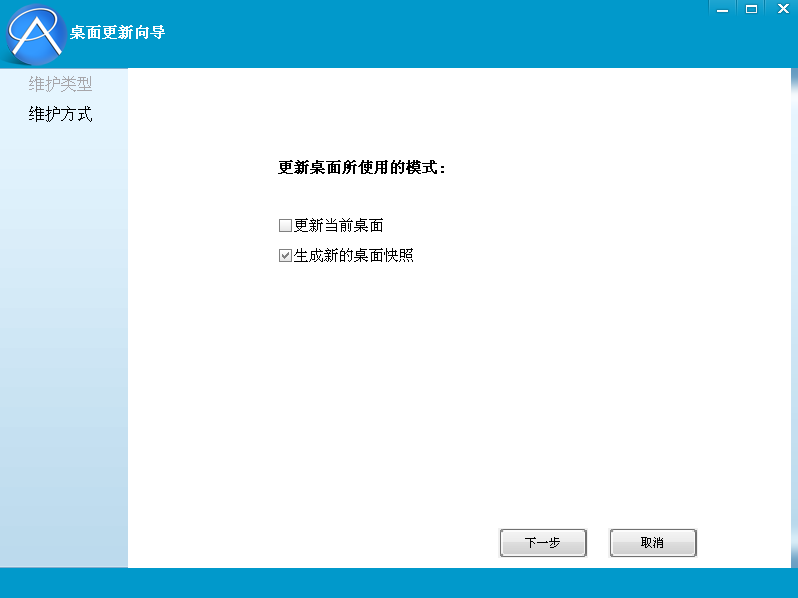 桌面更新向导
维护类型
维护方式
更新桌面所使用的模式：
更新当前桌面
生成新的桌面快照
下一步
取消